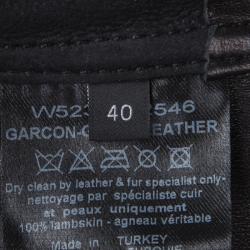 40
W52 546
GARCON- LEATHER
Dry clean by leather & fur specialist only-
nettoyage par spécialiste cuir
et peaux uniquement
100% lambskin - agneau véritable
Made in TURKEY